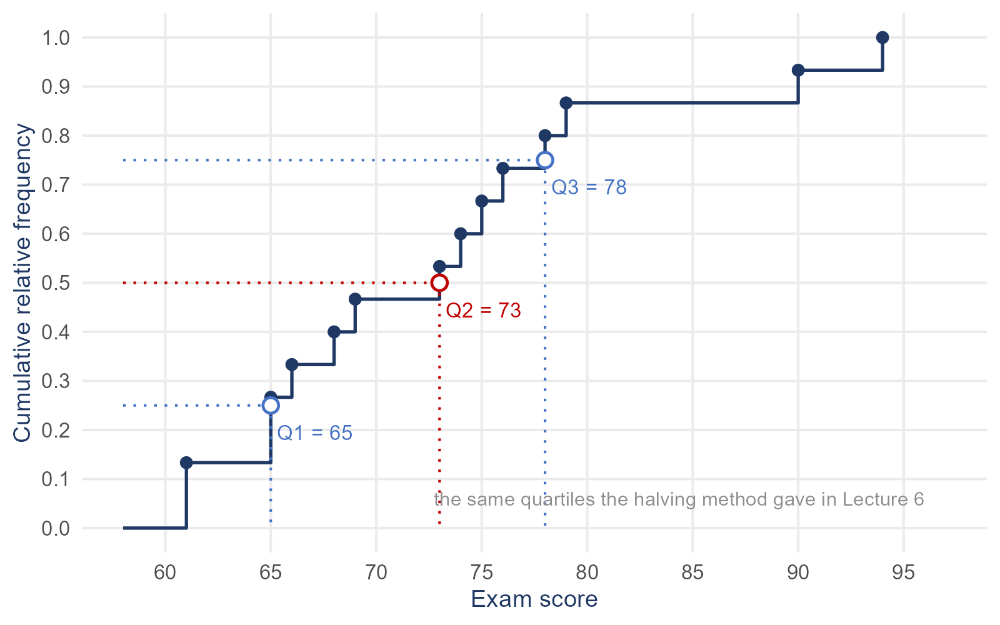 Cumulative relative frequency
1.0
0.9
0.8
0.7
0.6
0.5
0.4
0.3
0.2
0.1
0.0
Q3 = 78
Q2 = 73
Q1 = 65
the same quartiles the halving method gave in Lecture 6
60 65 70 75 80 85 90 95
Exam score